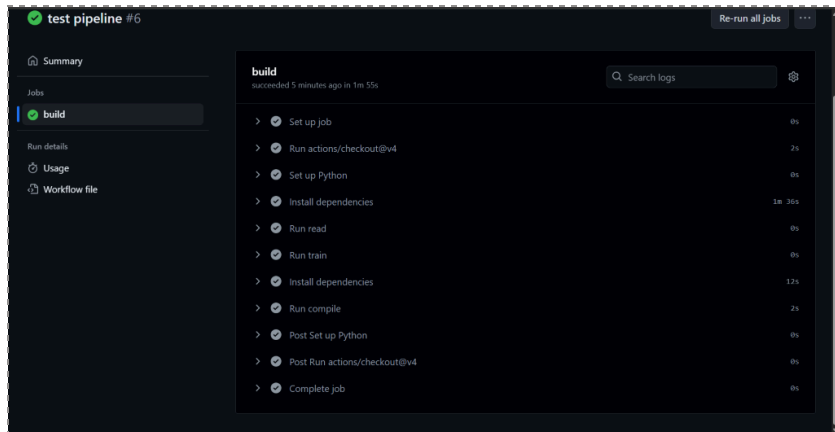 test pipeline #6
Re-run all jobs
Summary
Jobs
build
Run details
Usage
Workflow file
build
succeeded 5 minutes ago in 1m 55s
Search logs
Set up job 0s
Run actions/checkout@v4 2s
Set up Python 0s
Install dependencies 1m 36s
Run read 0s
Run train 0s
Install dependencies 12s
Run compile 2s
Post Set up Python 0s
Post Run actions/checkout@v4 0s
Complete job 0s